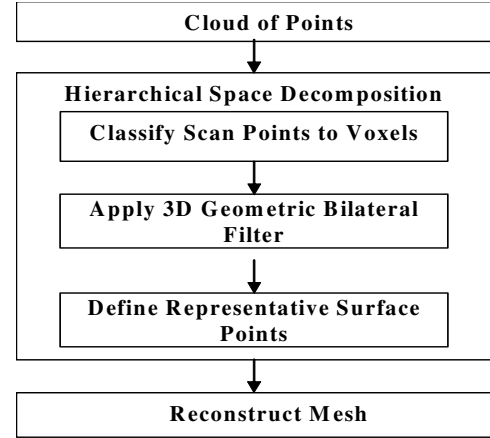 Cloud of Points
Hierarchical Space Decomposition
Classify Scan Points to Voxels
Apply 3D Geometric Bilateral
Filter
Define Representative Surface
Points
Reconstruct Mesh